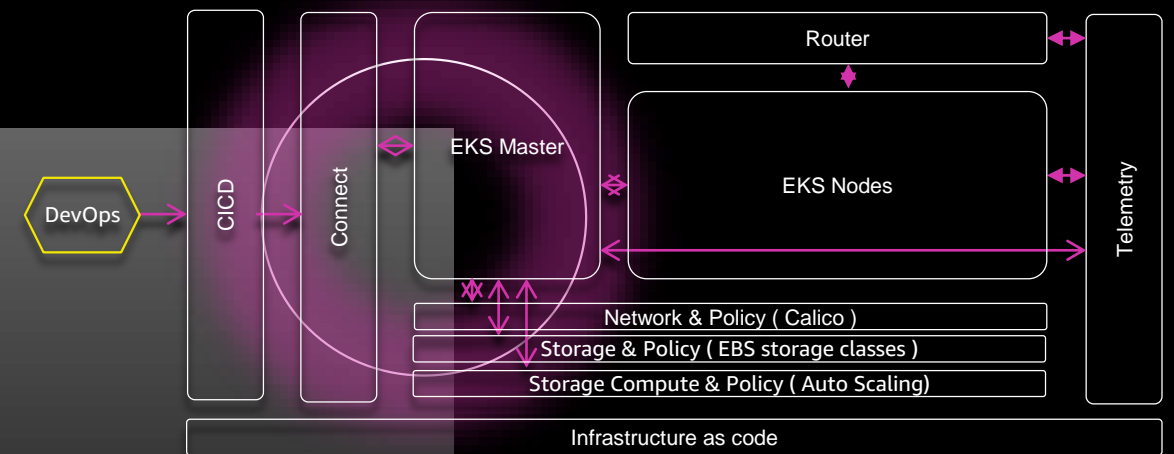 DevOps
CICD
Connect
EKS Master
Router
EKS Nodes
Telemetry
Network & Policy ( Calico )
Storage & Policy ( EBS storage classes )
Storage Compute & Policy ( Auto Scaling)
Infrastructure as code